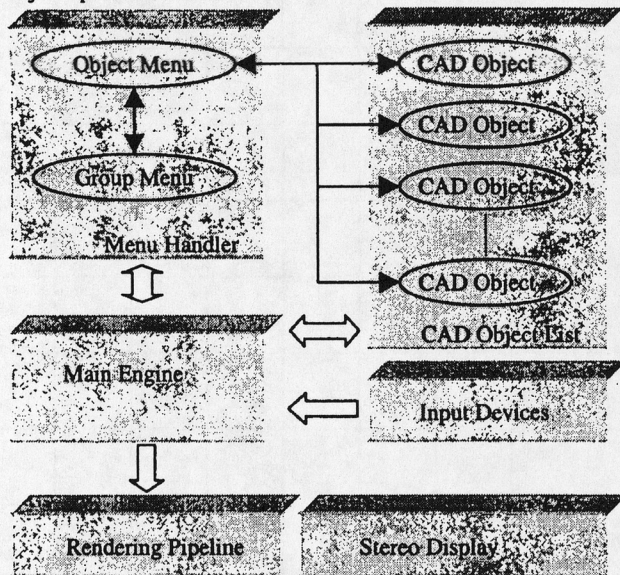 Object Menu
Group Menu
Menu Handler
CAD Object
CAD Object
CAD Object
CAD Object
CAD Object List
Main Engine
Input Devices
Rendering Pipeline
Stereo Display